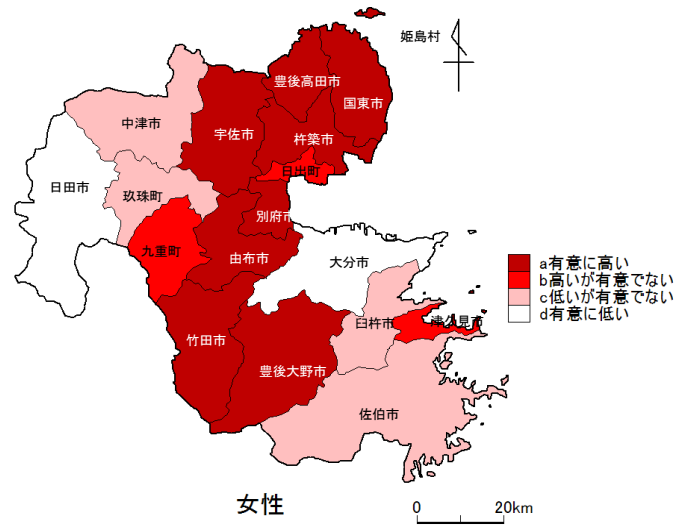 姫島村
豊後高田市
国東市
中津市
宇佐市
杵築市
日出町
日田市
玖珠町
別府市
九重町
由布市
大分市
a有意に高い
b高いが有意でない
c低いが有意でない
d有意に低い
臼杵市
津久見市
竹田市
豊後大野市
佐伯市
女性
0
20km